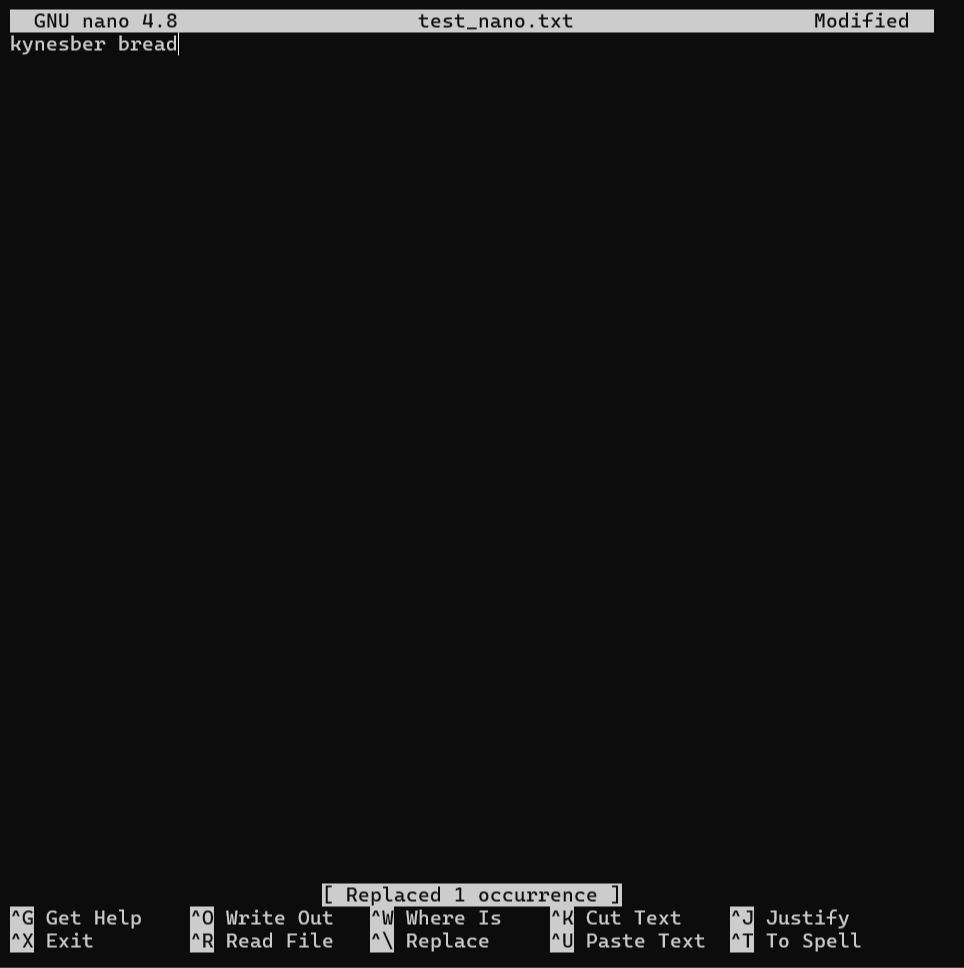 GNU nano 4.8 test_nano.txt Modified
kynesber bread
[ Replaced 1 occurrence ]
^G Get Help ^O Write Out ^W Where Is ^K Cut Text ^J Justify
^X Exit ^R Read File ^\ Replace ^U Paste Text ^T To Spell